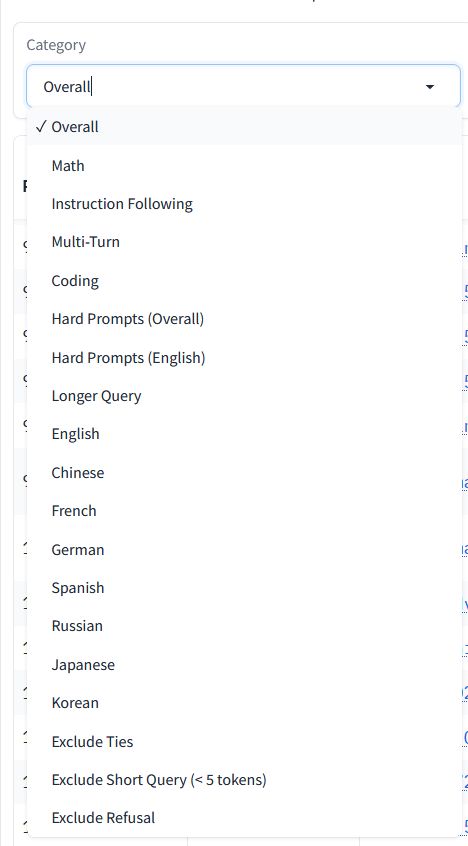 Category
Overall
✓ Overall
Math
Instruction Following
Multi-Turn
Coding
Hard Prompts (Overall)
Hard Prompts (English)
Longer Query
English
Chinese
French
German
Spanish
Russian
Japanese
Korean
Exclude Ties
Exclude Short Query (< 5 tokens)
Exclude Refusal